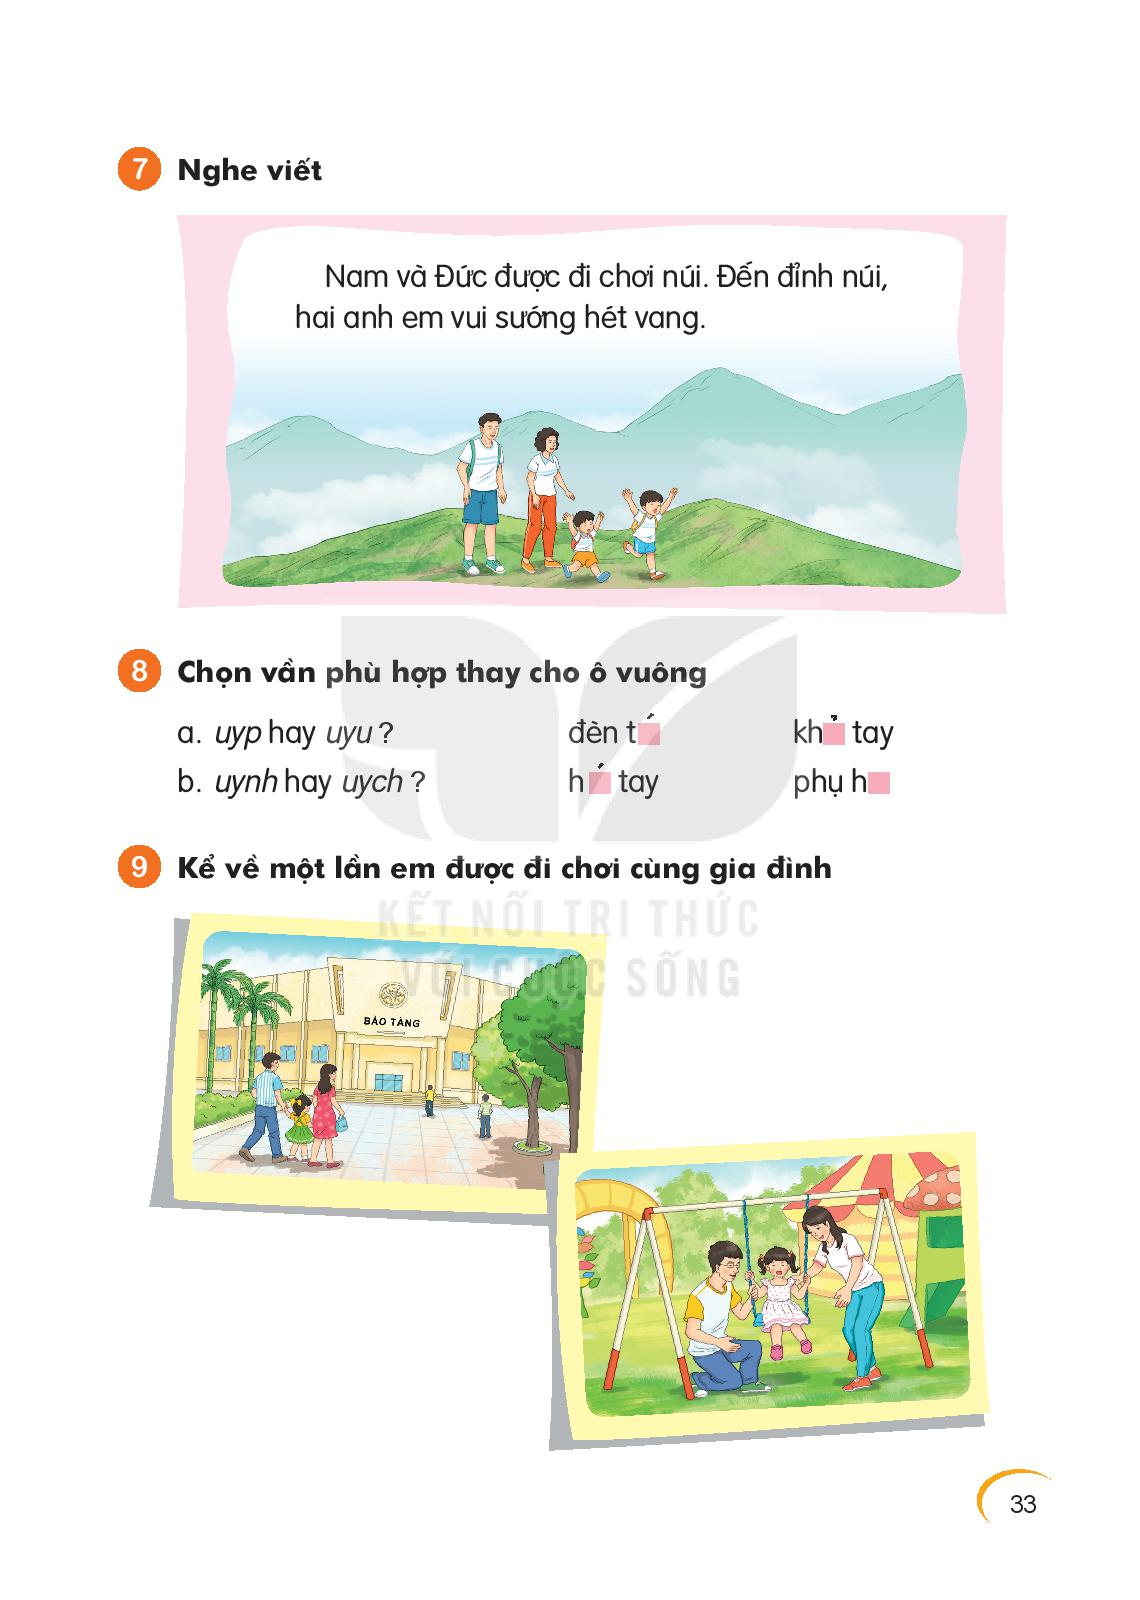 7 Nghe viết
Nam và Đức được đi chơi núi. Đến đỉnh núi,
hai anh em vui sướng hét vang.
8 Chọn vần phù hợp thay cho ô vuông
a. uyp hay uyu ? đèn t□́ kh□̉ tay
b. uynh hay uych ? h□́ tay phụ h□
9 Kể về một lần em được đi chơi cùng gia đình
KẾT NỐI TRI THỨC
VỚI CUỘC SỐNG
BẢO TÀNG
33